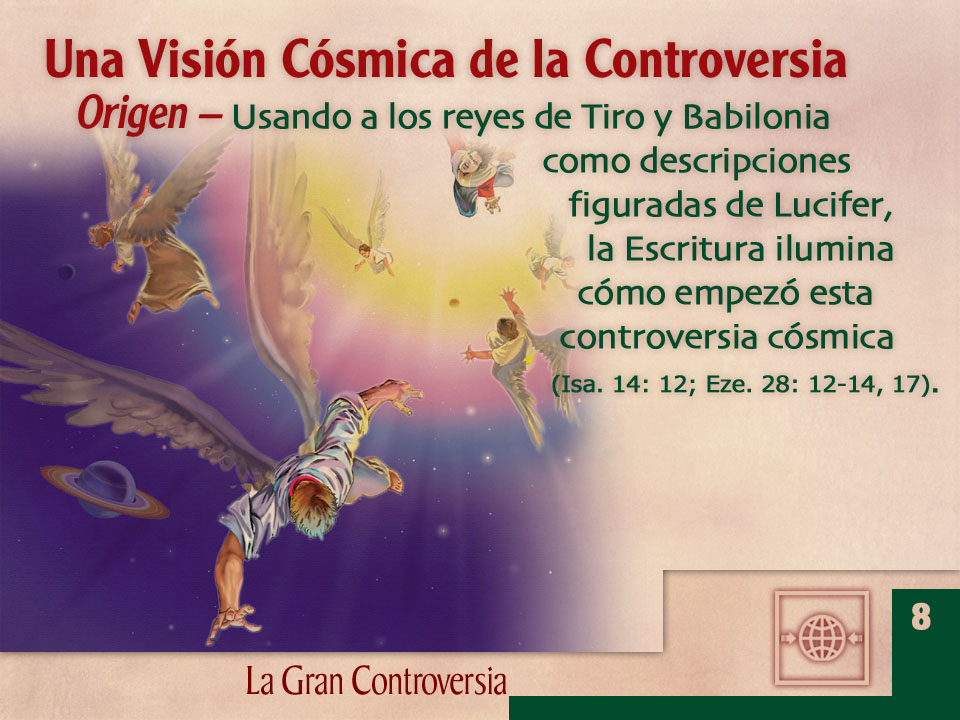 Una Visión Cósmica de la Controversia
Origen – Usando a los reyes de Tiro y Babilonia
como descripciones
figuradas de Lucifer,
la Escritura ilumina
cómo empezó esta
controversia cósmica
(Isa. 14: 12; Eze. 28: 12-14, 17).
8
La Gran Controversia